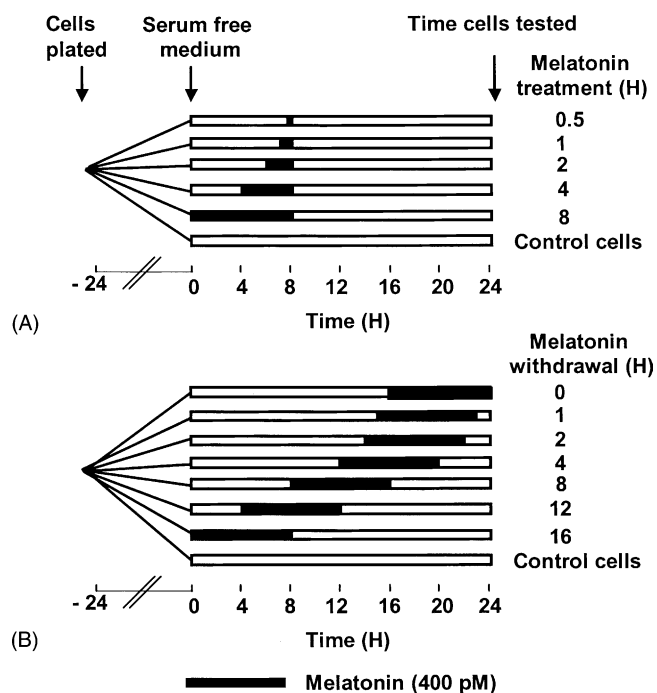 Cells plated
Serum free medium
Time cells tested
Melatonin treatment (H)
0.5
1
2
4
8
Control cells
- 24 0 4 8 12 16 20 24
(A)
Time (H)
Melatonin withdrawal (H)
0
1
2
4
8
12
16
Control cells
- 24 0 4 8 12 16 20 24
(B)
Time (H)
Melatonin (400 pM)